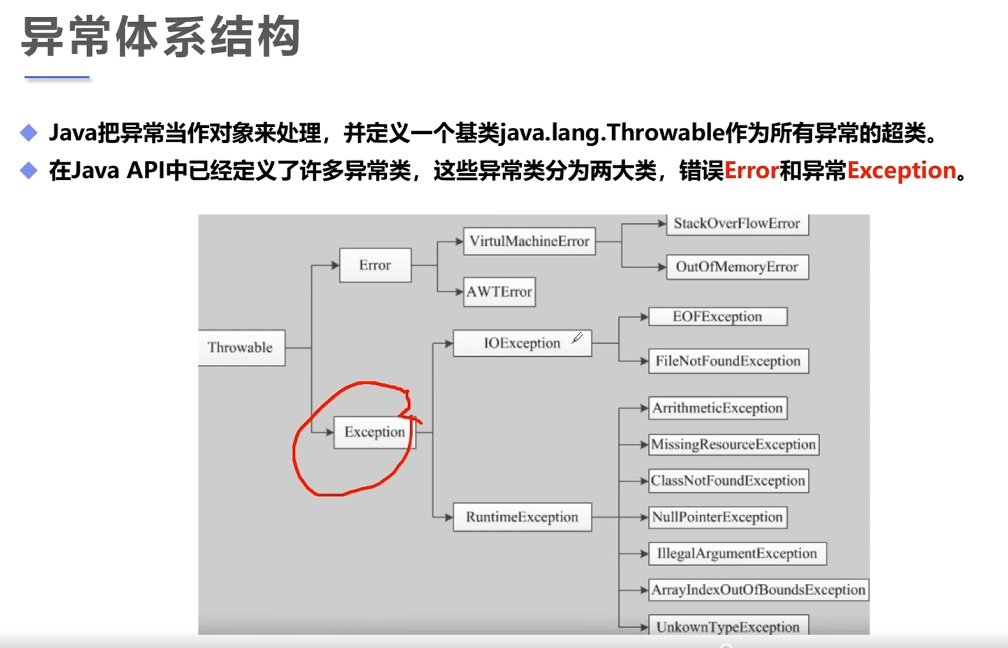 异常体系结构
Java把异常当作对象来处理，并定义一个基类java.lang.Throwable作为所有异常的超类。
在Java API中已经定义了许多异常类，这些异常类分为两大类，错误Error和异常Exception。
StackOverFlowError
VirtulMachineError
Error
OutOfMemoryError
AWTError
EOFException
IOException
Throwable
FileNotFoundException
ArrithmeticException
Exception
MissingResourceException
ClassNotFoundException
RuntimeException
NullPointerException
IllegalArgumentException
ArrayIndexOutOfBoundsException
UnkownTypeException